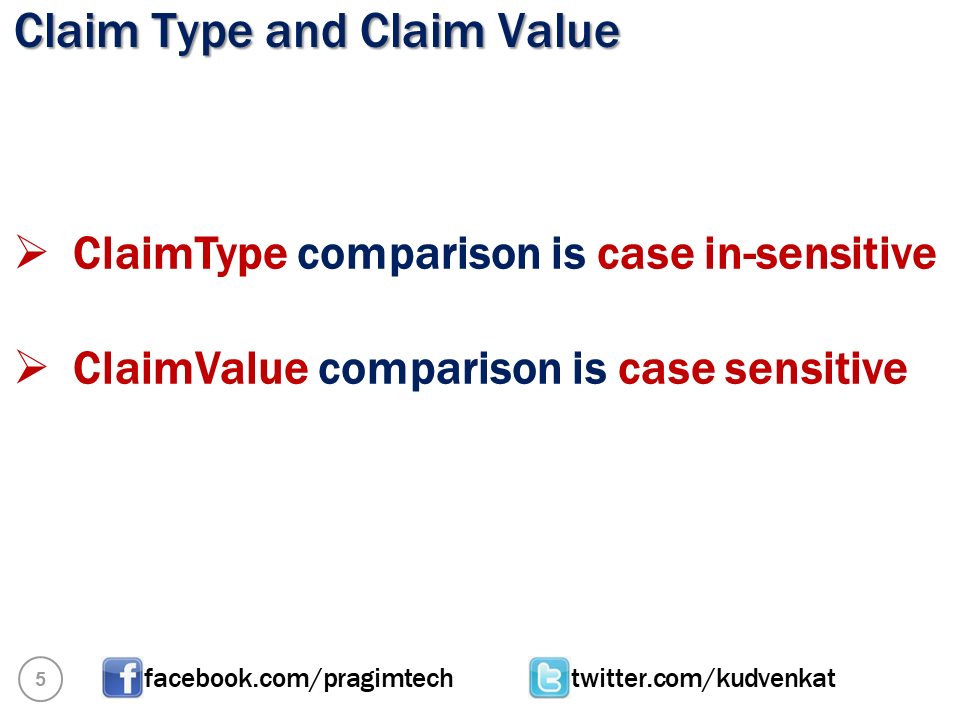 Claim Type and Claim Value
ClaimType comparison is case in-sensitive
ClaimValue comparison is case sensitive
5 facebook.com/pragimtech twitter.com/kudvenkat